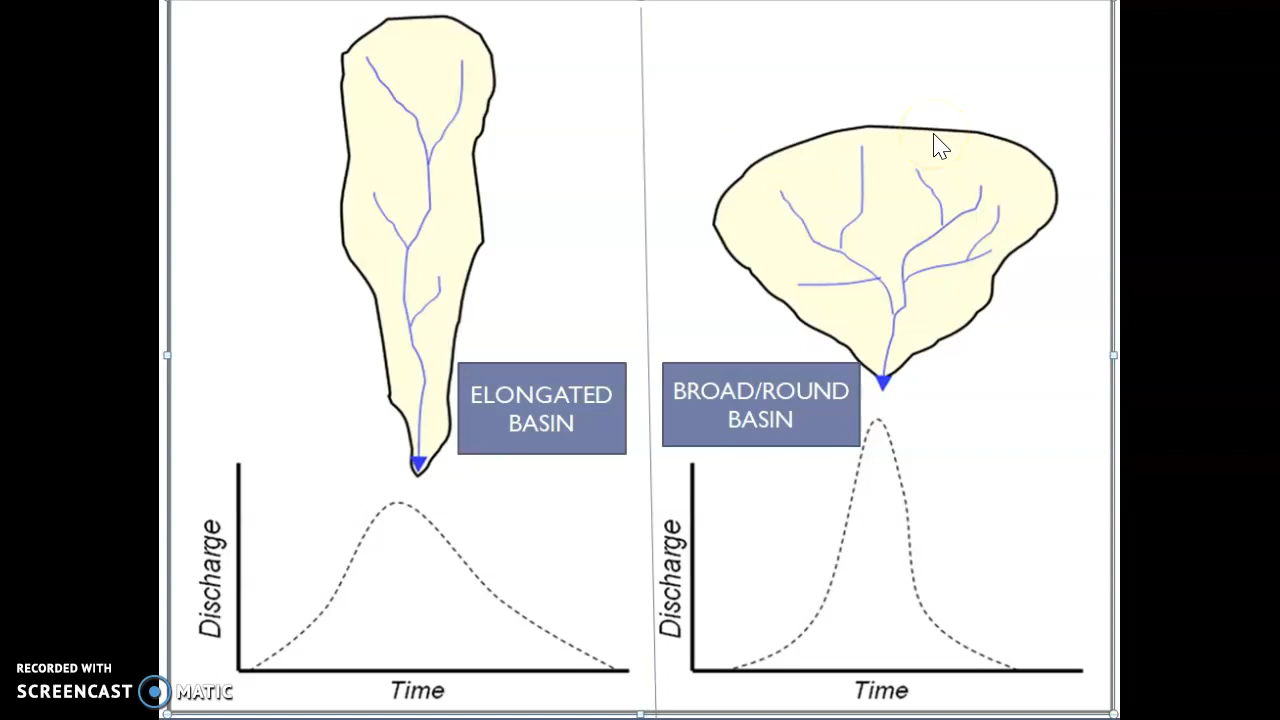 ELONGATED
BASIN
BROAD/ROUND
BASIN
Discharge
Time
Discharge
Time
RECORDED WITH
SCREENCAST MATIC